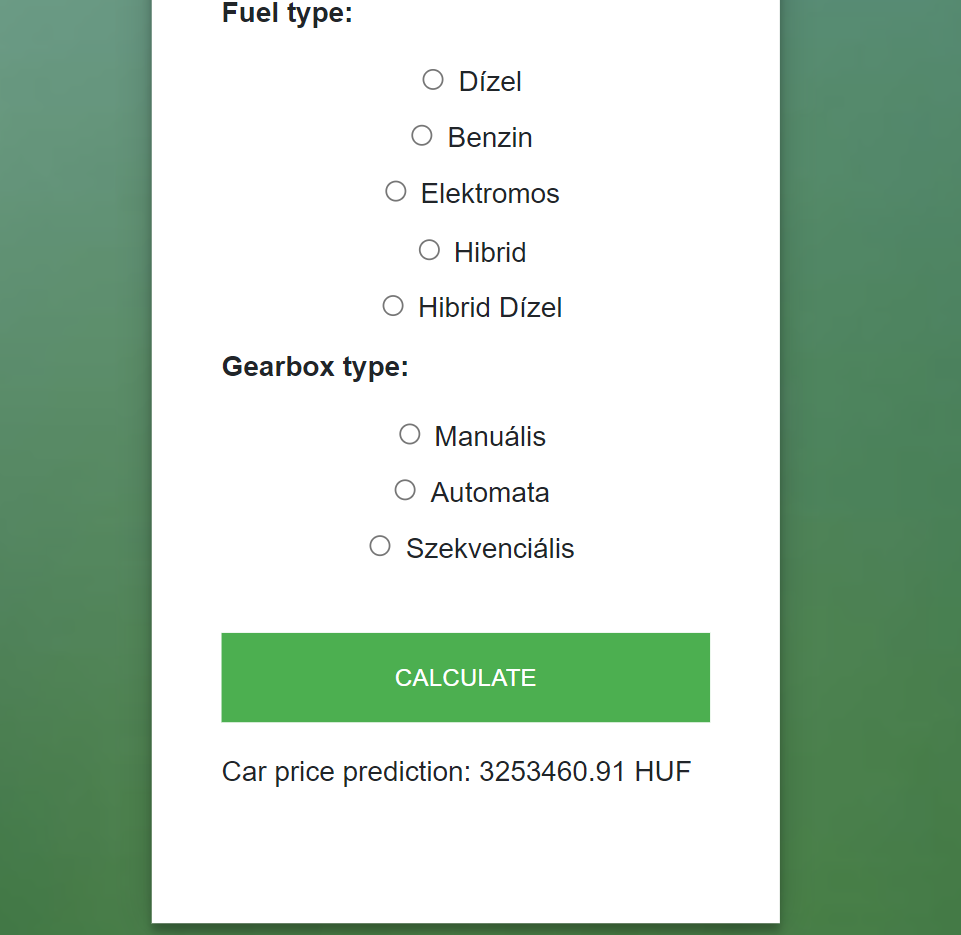 Fuel type:
Dízel
Benzin
Elektromos
Hibrid
Hibrid Dízel
Gearbox type:
Manuális
Automata
Szekvenciális
CALCULATE
Car price prediction: 3253460.91 HUF